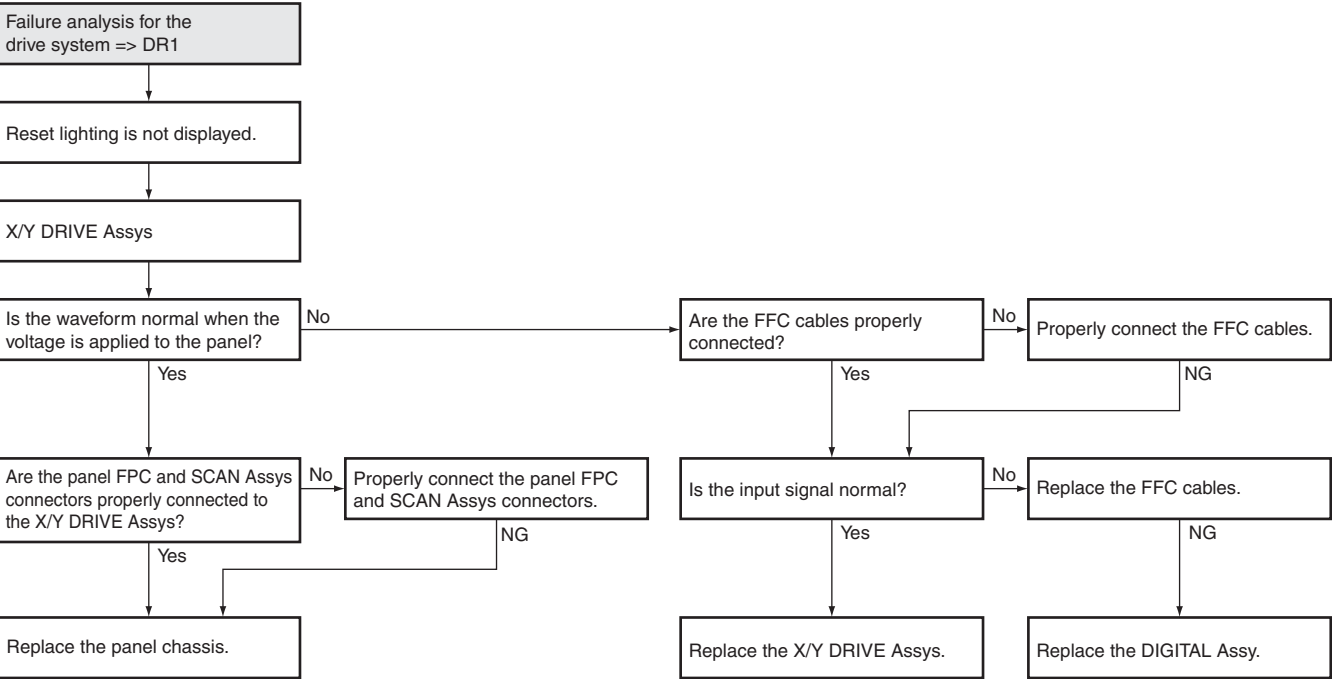 Failure analysis for the
drive system => DR1
Reset lighting is not displayed.
X/Y DRIVE Assys
Is the waveform normal when the
voltage is applied to the panel?
No
Are the FFC cables properly
connected?
No
Properly connect the FFC cables.
Yes
Yes
NG
Are the panel FPC and SCAN Assys
connectors properly connected to
the X/Y DRIVE Assys?
No
Properly connect the panel FPC
and SCAN Assys connectors.
Is the input signal normal?
No
Replace the FFC cables.
Yes
NG
Yes
NG
Replace the panel chassis.
Replace the X/Y DRIVE Assys.
Replace the DIGITAL Assy.